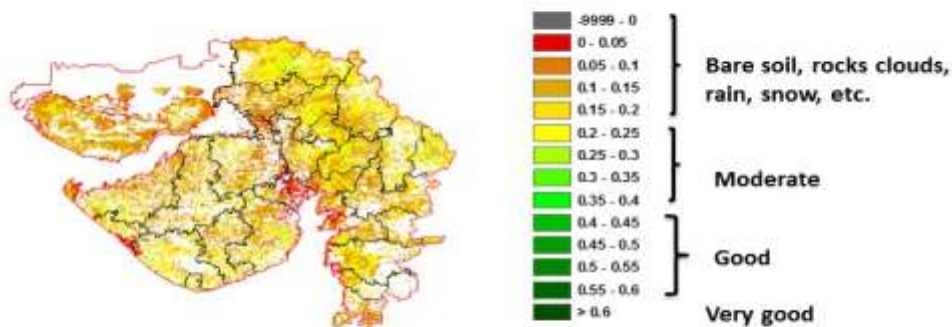 -9999 - 0
0 - 0.05
0.05 - 0.1
0.1 - 0.15
0.15 - 0.2
0.2 - 0.25
0.25 - 0.3
0.3 - 0.35
0.35 - 0.4
0.4 - 0.45
0.45 - 0.5
0.5 - 0.55
0.55 - 0.6
> 0.6
Bare soil, rocks clouds,
rain, snow, etc.
Moderate
Good
Very good